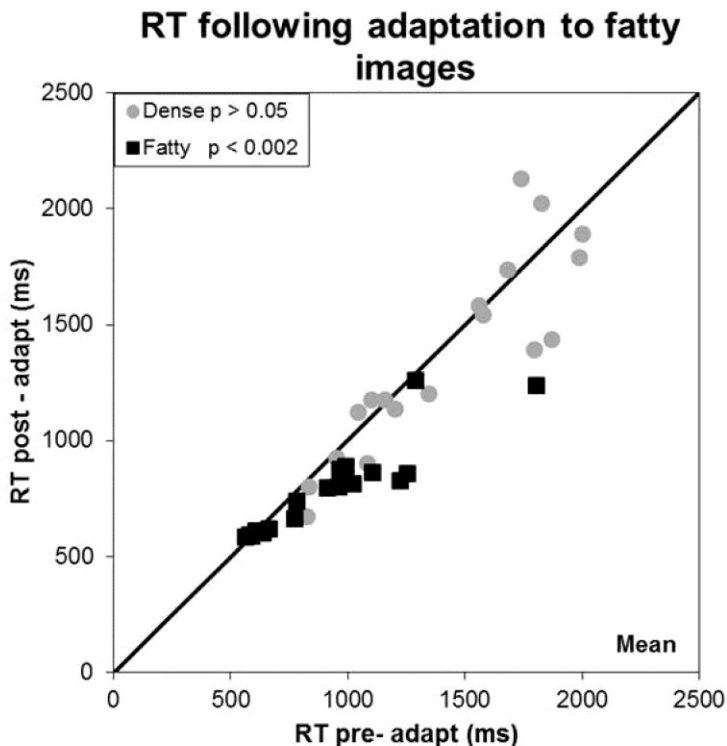 RT following adaptation to fatty
images
2500
2000
1500
1000
500
0
Dense p > 0.05
Fatty p < 0.002
RT post - adapt (ms)
Mean
0 500 1000 1500 2000 2500
RT pre- adapt (ms)